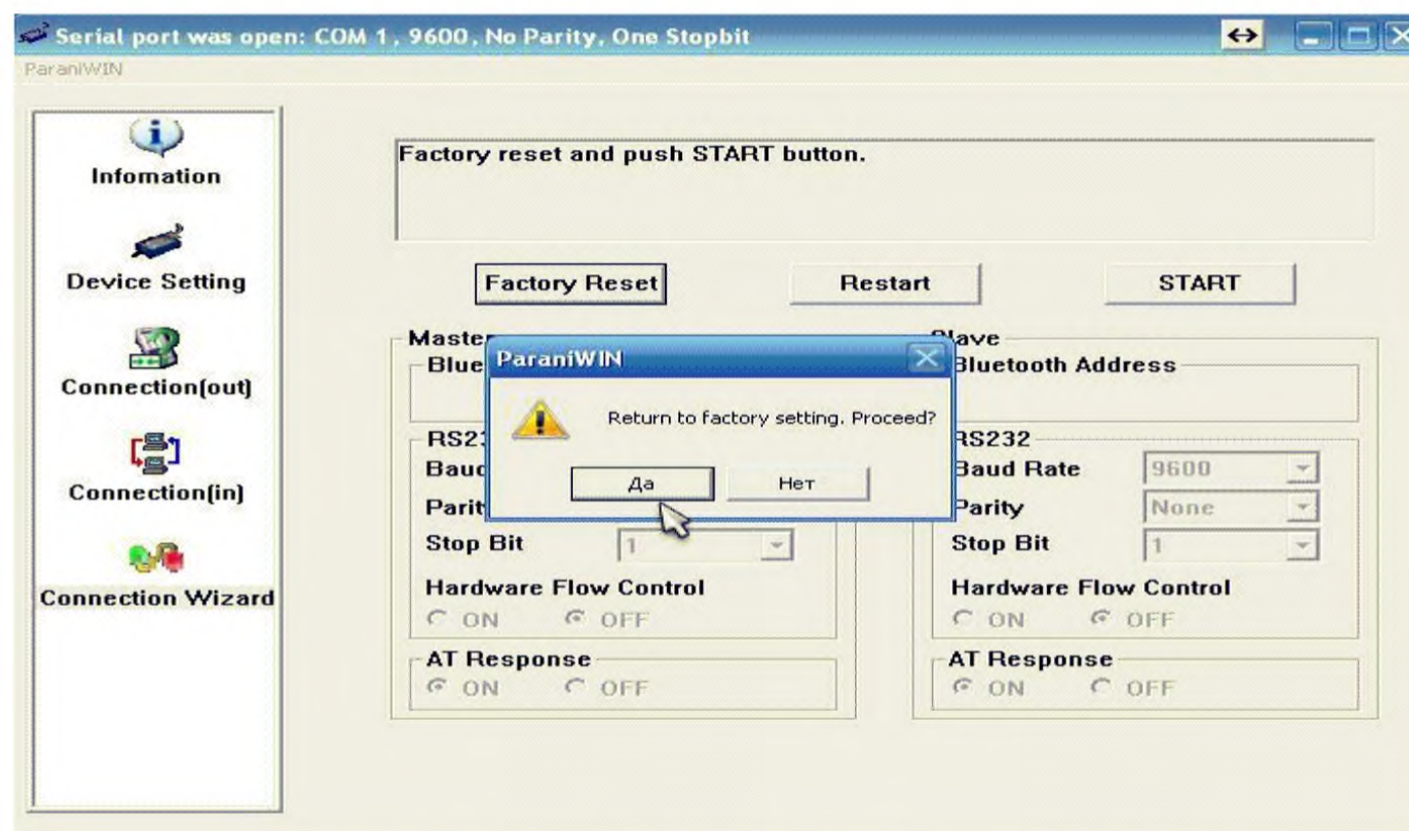 Serial port was open: COM 1, 9600, No Parity, One Stopbit
ParaniWIN
Infomation
Device Setting
Connection(out)
Connection(in)
Connection Wizard
Factory reset and push START button.
Factory Reset
Restart
START
ParaniWIN
Return to factory setting. Proceed?
Да
Нет
Stop Bit
1
Hardware Flow Control
ON
OFF
AT Response
ON
OFF
Bluetooth Address
RS232
Baud Rate
9600
Parity
None
Stop Bit
1
Hardware Flow Control
ON
OFF
AT Response
ON
OFF